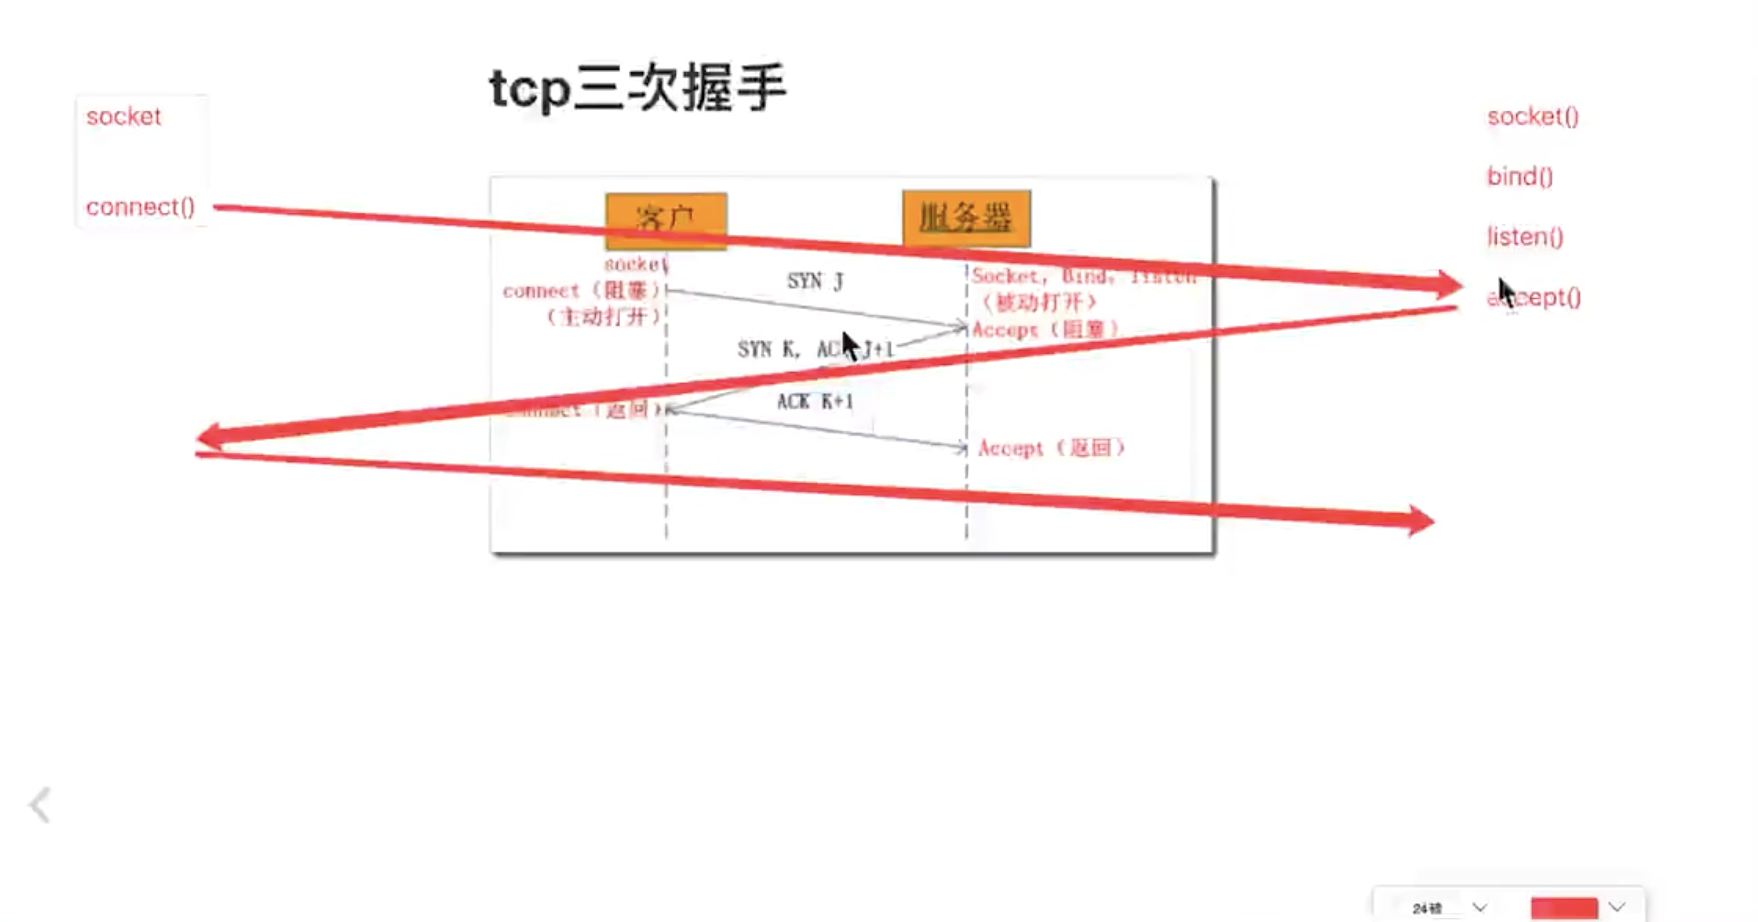 tcp三次握手
socket
connect()
socket()
bind()
listen()
客户
服务器
socket
connect（阻塞）
（主动打开）
SYN J
Socket, Bind, listen
（被动打开）
Accept（阻塞）
SYN K, ACK J+1
connect（返回）
ACK K+1
Accept（返回）
accept()
24磅